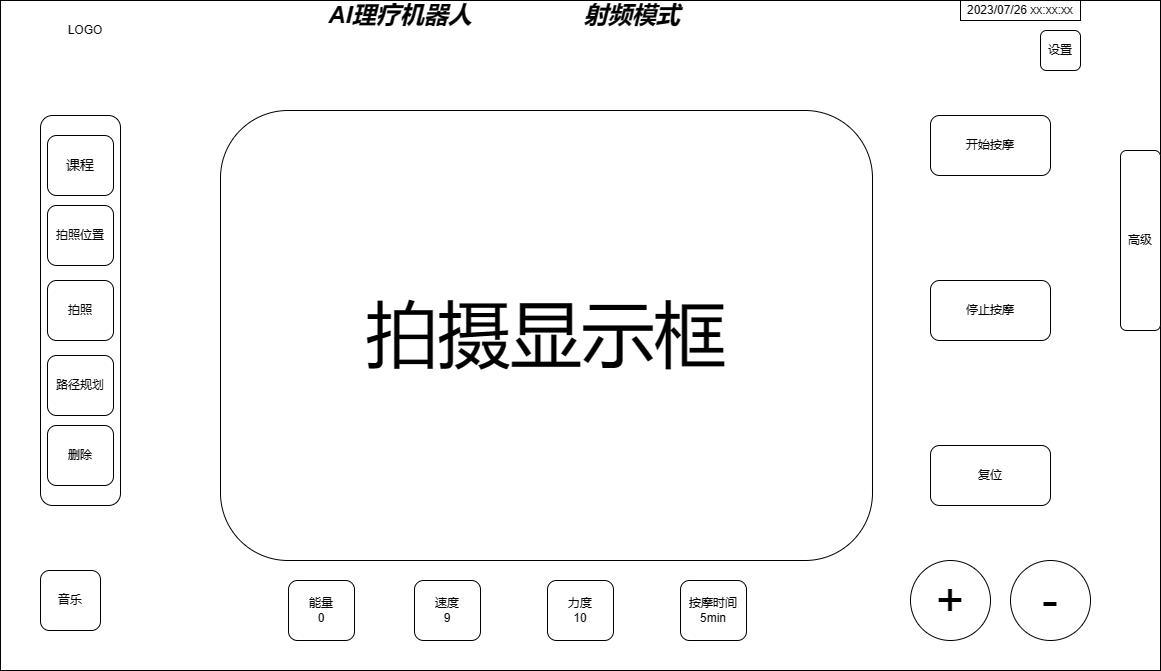 AI理疗机器人
射频模式
2023/07/26 xx:xx:xx
LOGO
设置
课程
拍照位置
拍照
路径规划
删除
音乐
拍摄显示框
开始按摩
停止按摩
复位
高级
能量
0
速度
9
力度
10
按摩时间
5min
+
-